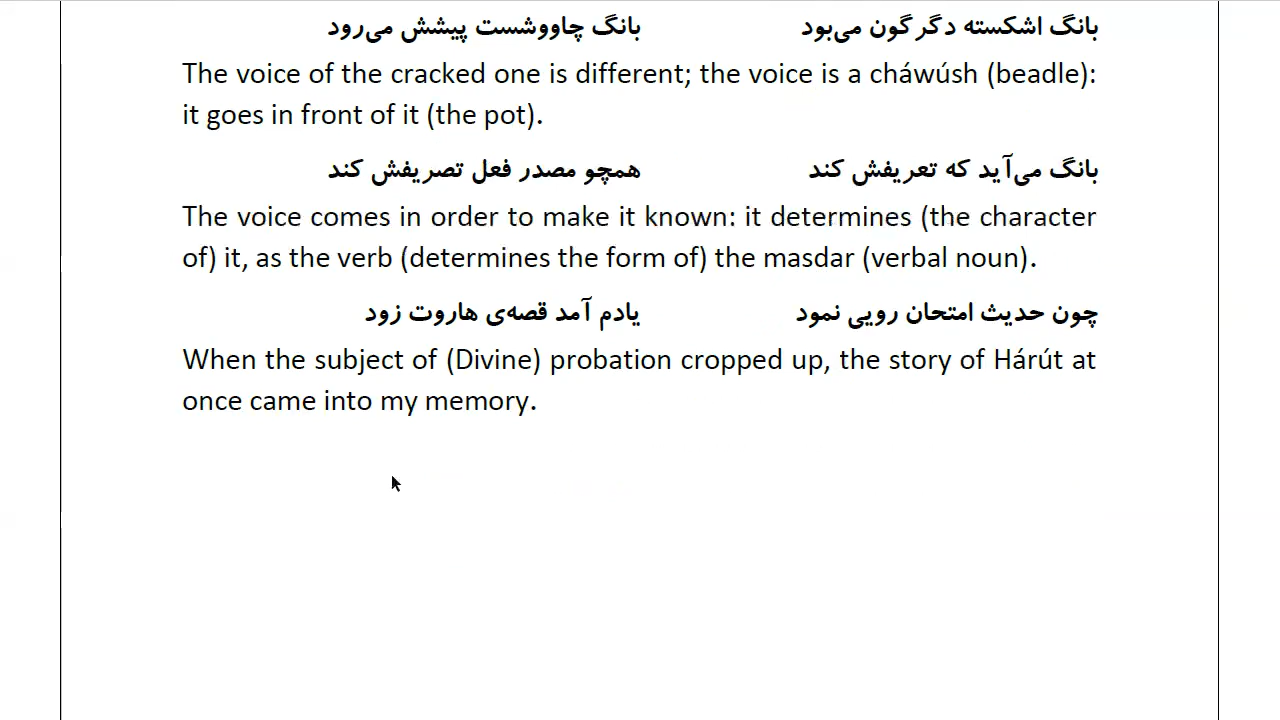 بانگ اشکسته دگرگون می‌بود بانگ چاووشست پیشش می‌رود
The voice of the cracked one is different; the voice is a cháwúsh (beadle):
it goes in front of it (the pot).
بانگ می‌آید که تعریفش کند همچو مصدر فعل تصریفش کند
The voice comes in order to make it known: it determines (the character
of) it, as the verb (determines the form of) the masdar (verbal noun).
چون حدیث امتحان رویی نمود یادم آمد قصه‌ی هاروت زود
When the subject of (Divine) probation cropped up, the story of Hárút at
once came into my memory.